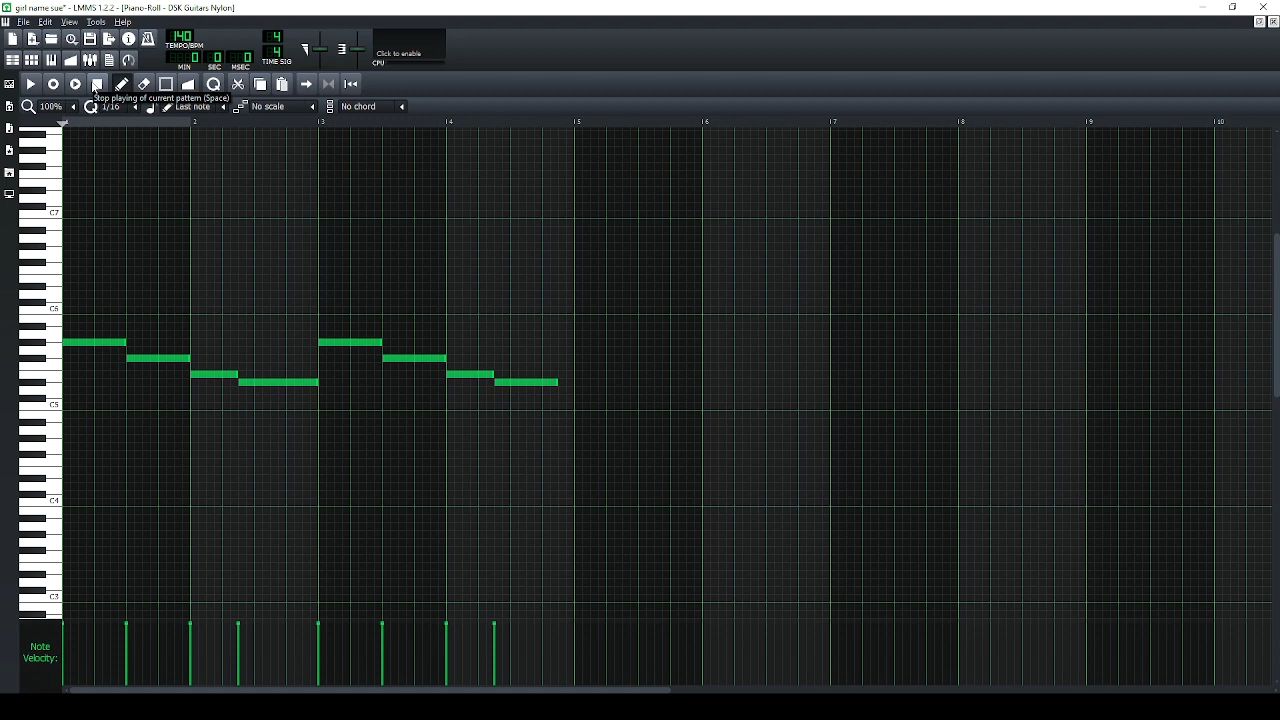 girl name sue* - LMMS 1.2.2 - [Piano-Roll - DSK Guitars Nylon]
File Edit View Tools Help
140
TEMPO/BPM
0 0 0
MIN SEC MSEC
4
4
TIME SIG
Click to enable
CPU
Stop playing of current pattern (Space)
100% 1/16 Last note No scale No chord
2 3 4 5 6 7 8 9 10
C7
C6
C5
C4
C3
Note
Velocity: